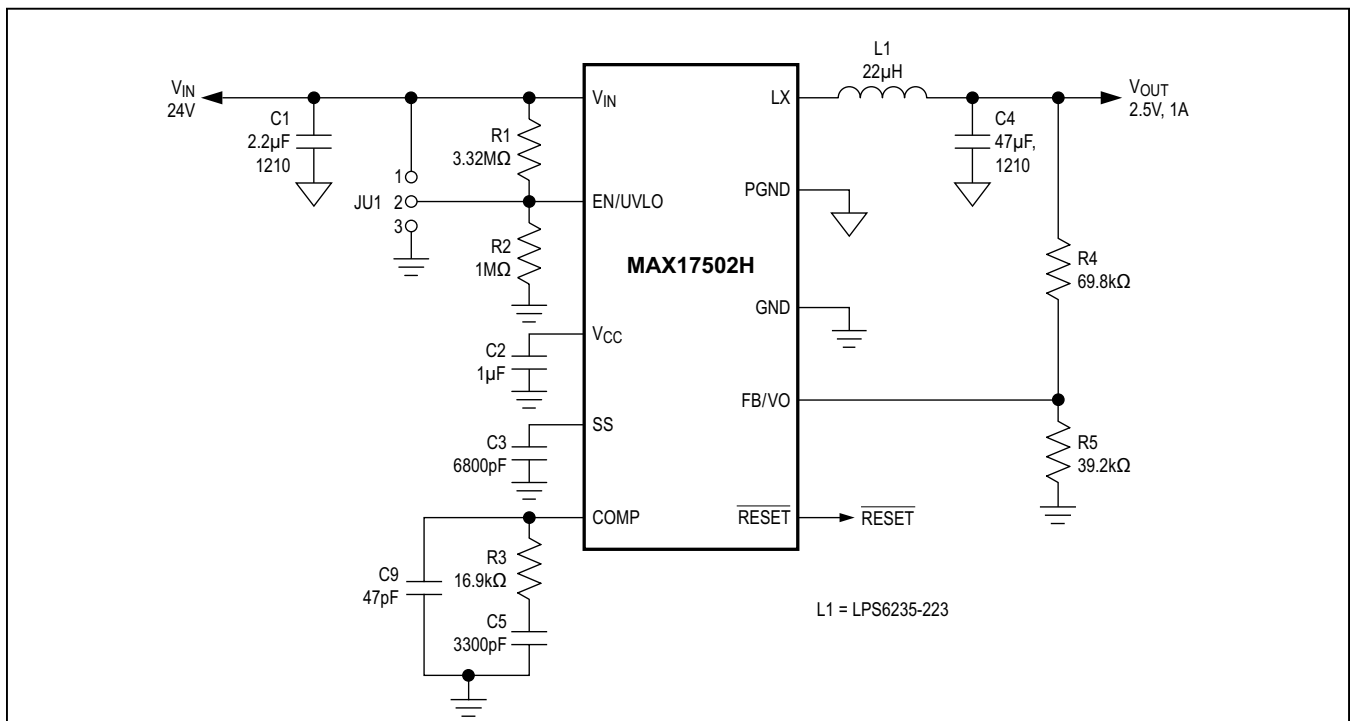 VIN
24V
C1
2.2µF
1210
JU1
1
2
3
R1
3.32MΩ
R2
1MΩ
C2
1µF
C3
6800pF
C9
47pF
R3
16.9kΩ
C5
3300pF
VIN
EN/UVLO
VCC
SS
COMP
MAX17502H
LX
PGND
GND
FB/VO
RESET
RESET
L1
22µH
C4
47µF,
1210
VOUT
2.5V, 1A
R4
69.8kΩ
R5
39.2kΩ
L1 = LPS6235-223